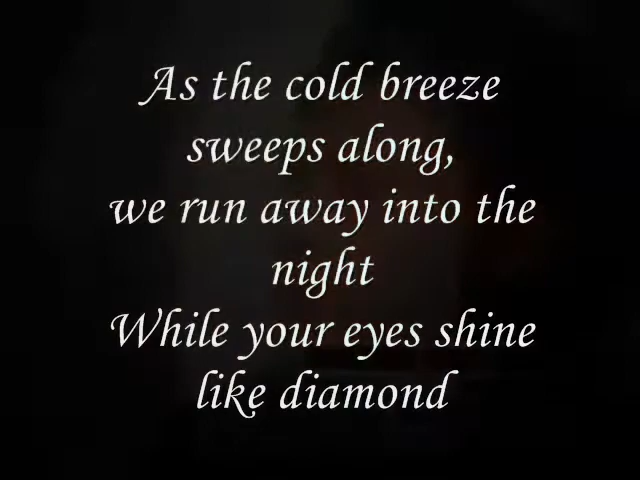 As the cold breeze
sweeps along,
we run away into the
night
While your eyes shine
like diamond